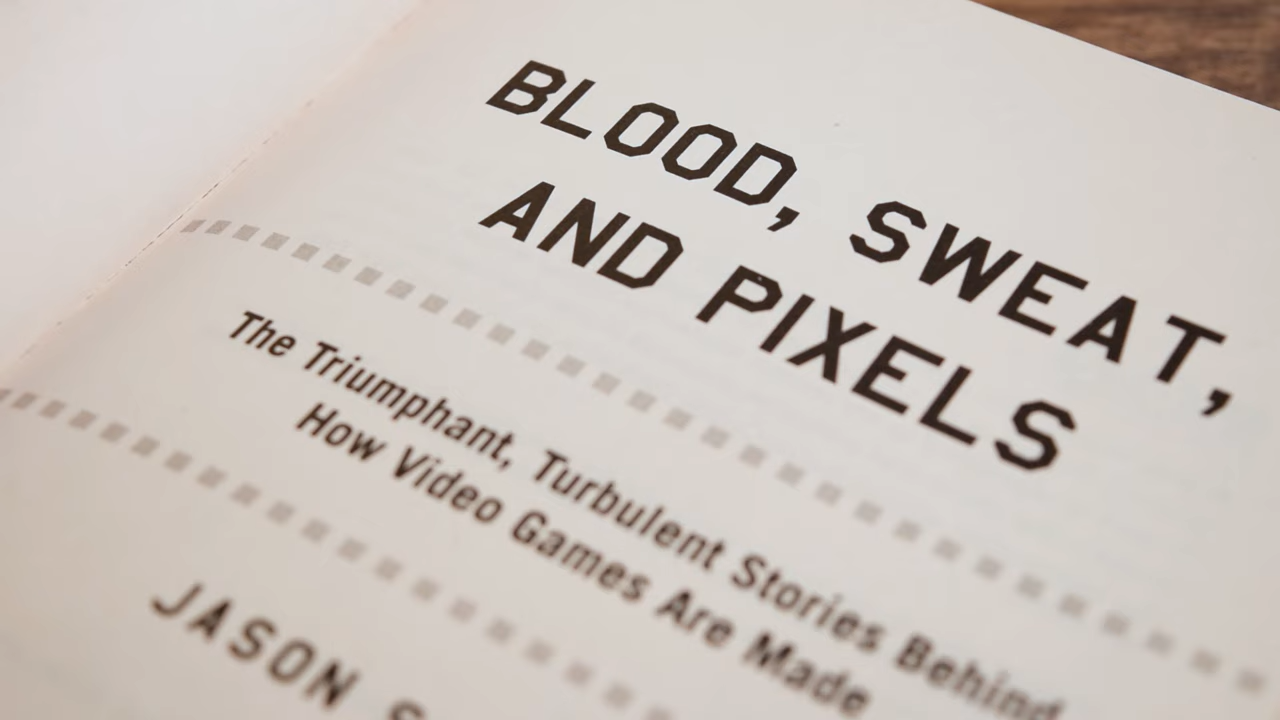 BLOOD, SWEAT,
AND PIXELS
The Triumphant, Turbulent Stories Behind
How Video Games Are Made
JASON